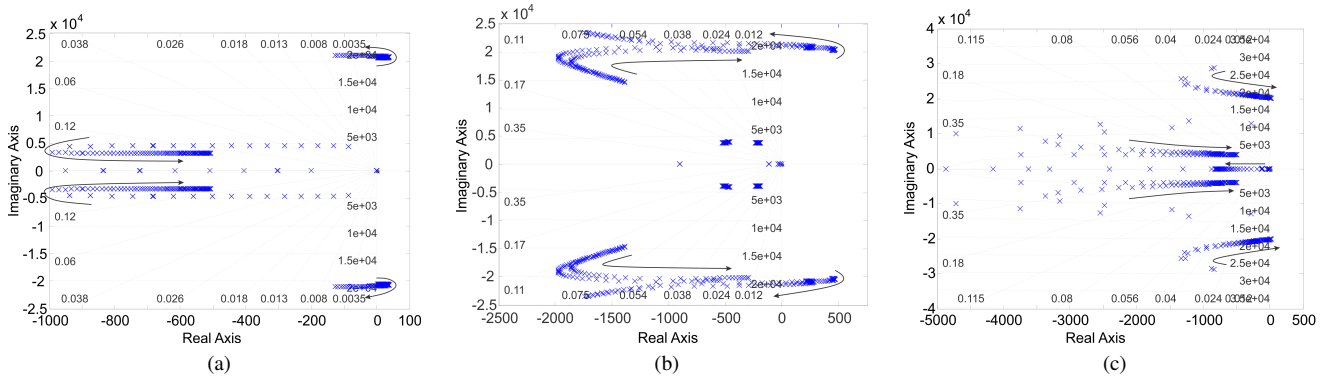 x 10⁴
2.5
2
1.5
1
0.5
0
-0.5
-1
-1.5
-2
-2.5
Imaginary Axis
0.038 0.026 0.018 0.013 0.008 0.0035
2e+04
0.06
1.5e+04
1e+04
0.12
5e+03
0.12
5e+03
1e+04
0.06
1.5e+04
2e+04
0.038 0.026 0.018 0.013 0.008 0.0035
-1000 -800 -600 -400 -200 0 100
Real Axis
(a)
x 10⁴
2.5
2
1.5
1
0.5
0
-0.5
-1
-1.5
-2
-2.5
Imaginary Axis
0.11 0.075 0.054 0.038 0.024 0.012
2e+04
1.5e+04
0.17
1e+04
0.35
5e+03
0.35
5e+03
1e+04
0.17
1.5e+04
2e+04
0.11 0.075 0.054 0.038 0.024 0.012
-2500 -2000 -1500 -1000 -500 0 500
Real Axis
(b)
x 10⁴
4
3
2
1
0
-1
-2
-3
-4
Imaginary Axis
0.115 0.08 0.056 0.04 0.024
3e+04
0.18
2.5e+04
2e+04
1.5e+04
0.35
1e+04
5e+03
5e+03
0.35
1e+04
1.5e+04
2e+04
0.18
2.5e+04
3e+04
0.115 0.08 0.056 0.04 0.024
-5000 -4000 -3000 -2000 -1000 0 500
Real Axis
(c)